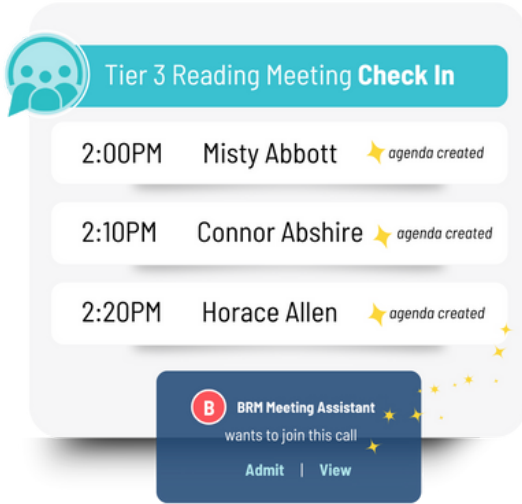 Tier 3 Reading Meeting Check In
2:00PM Misty Abbott agenda created
2:10PM Connor Abshire agenda created
2:20PM Horace Allen agenda created
B BRM Meeting Assistant
wants to join this call
Admit | View